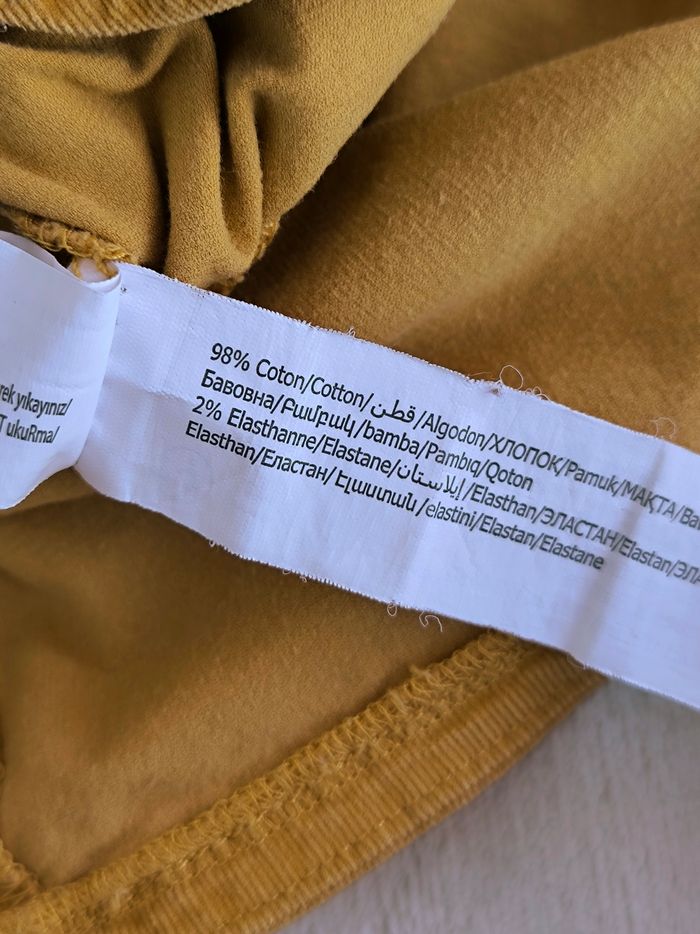 rek yıkayınız/
T ukuRma/
98% Coton/Cotton/قطن/Algodon/ХЛОПОК/Pamuk/МАҚТА/Ba
Бавовна/Բամբակ/bamba/Pambıq/Qoton
2% Elasthanne/Elastane/إيلاستان/Elasthan/ЭЛАСТАН/Elastan/ЭЛА
Elasthan/Еластан/Էլաստան/elastini/Elastan/Elastane